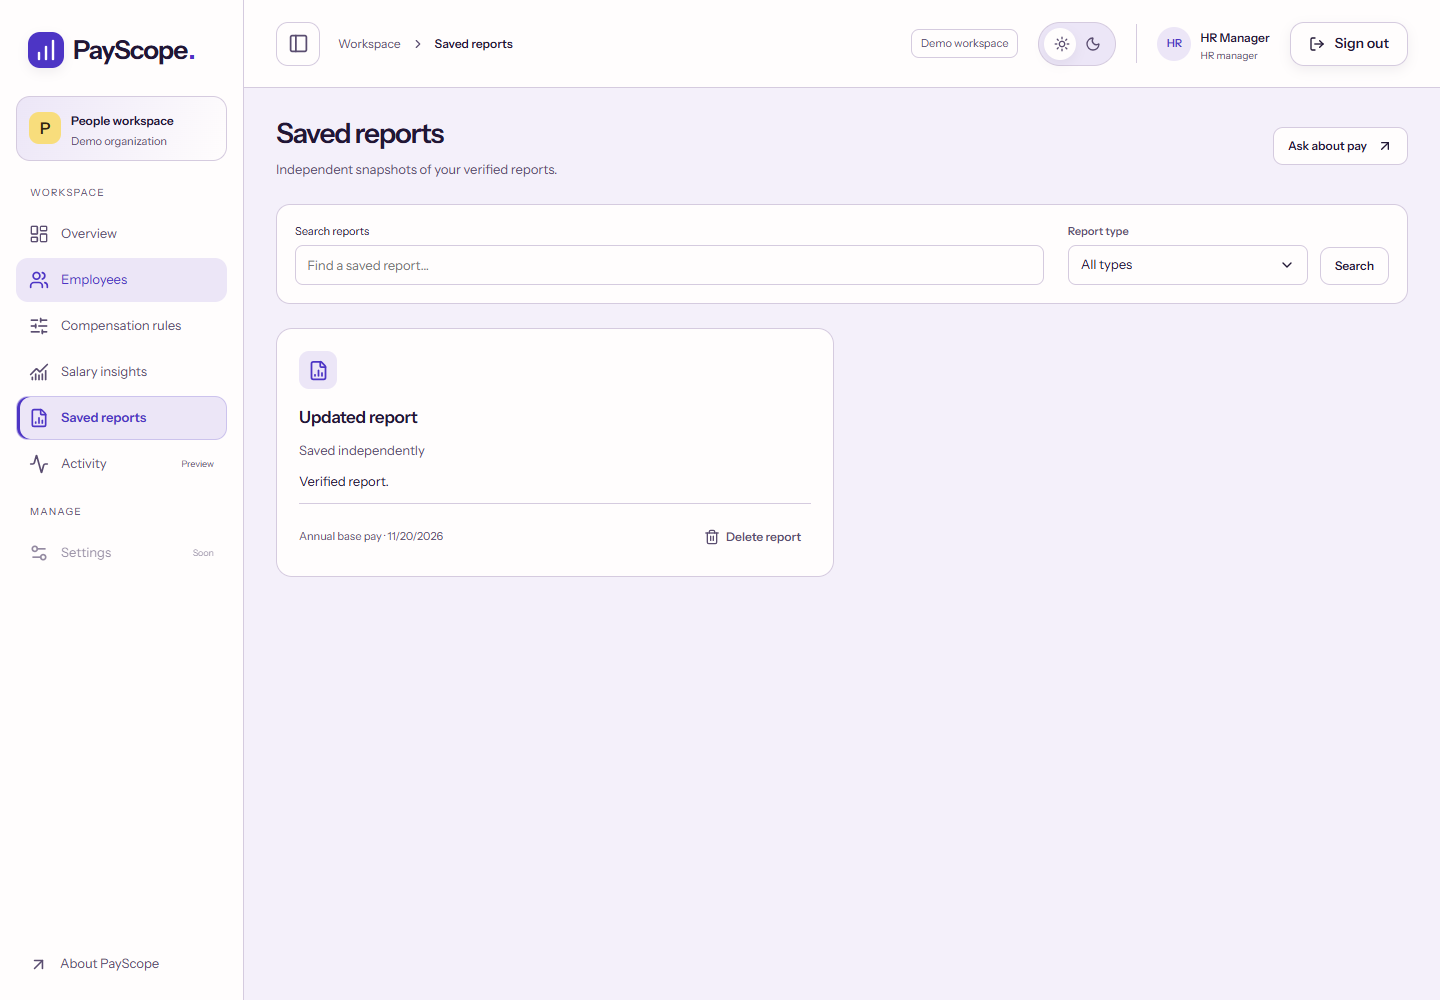 PayScope.
People workspace
P
Demo organization
WORKSPACE
Overview
Employees
Compensation rules
Salary insights
Saved reports
Activity
Preview
MANAGE
Settings
Soon
About PayScope
Workspace
Saved reports
Demo workspace
HR
HR Manager
HR manager
Sign out
Saved reports
Independent snapshots of your verified reports.
Ask about pay
Search reports
Find a saved report...
Report type
All types
Search
Updated report
Saved independently
Verified report.
Annual base pay · 11/20/2026
Delete report